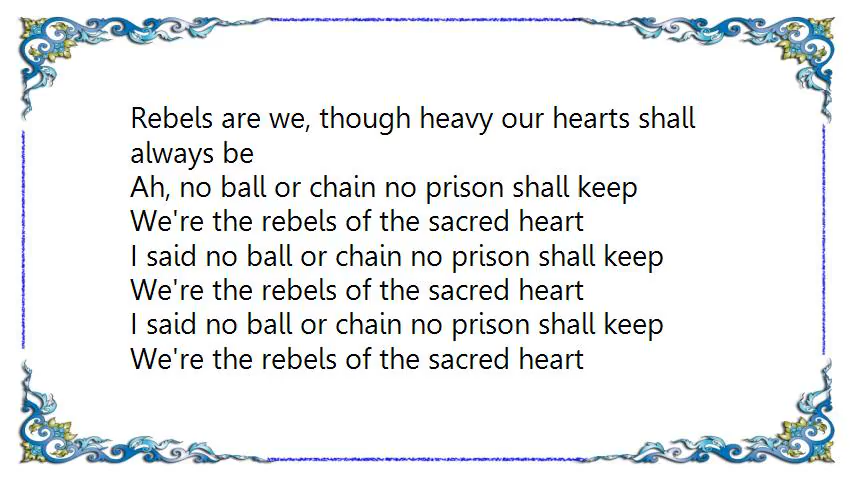 Rebels are we, though heavy our hearts shall
always be
Ah, no ball or chain no prison shall keep
We're the rebels of the sacred heart
I said no ball or chain no prison shall keep
We're the rebels of the sacred heart
I said no ball or chain no prison shall keep
We're the rebels of the sacred heart